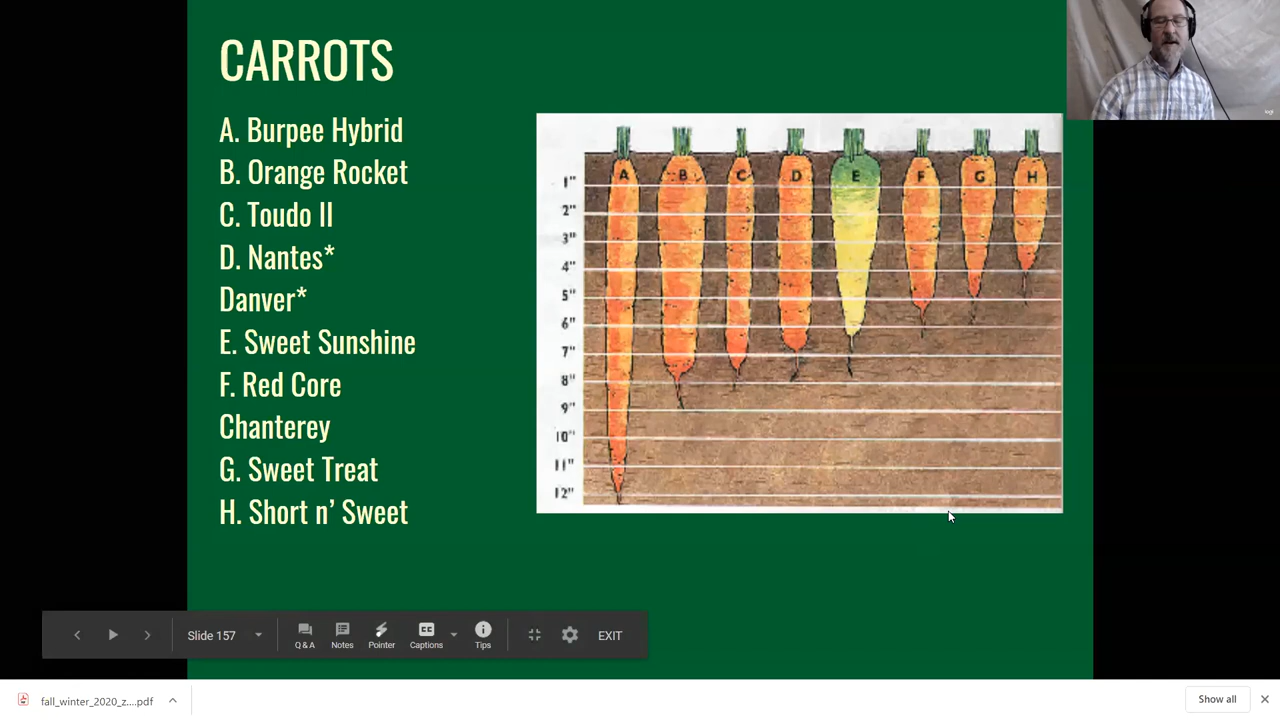 CARROTS
A. Burpee Hybrid
B. Orange Rocket
C. Toudo II
D. Nantes*
Danver*
E. Sweet Sunshine
F. Red Core
Chanterey
G. Sweet Treat
H. Short n’ Sweet
A B C D E F G H
1"
2"
3"
4"
5"
6"
7"
8"
9"
10"
11"
12"
Slide 157
Q & A
Notes
Pointer
CC
Captions
Tips
EXIT
fall_winter_2020_z....pdf
Show all